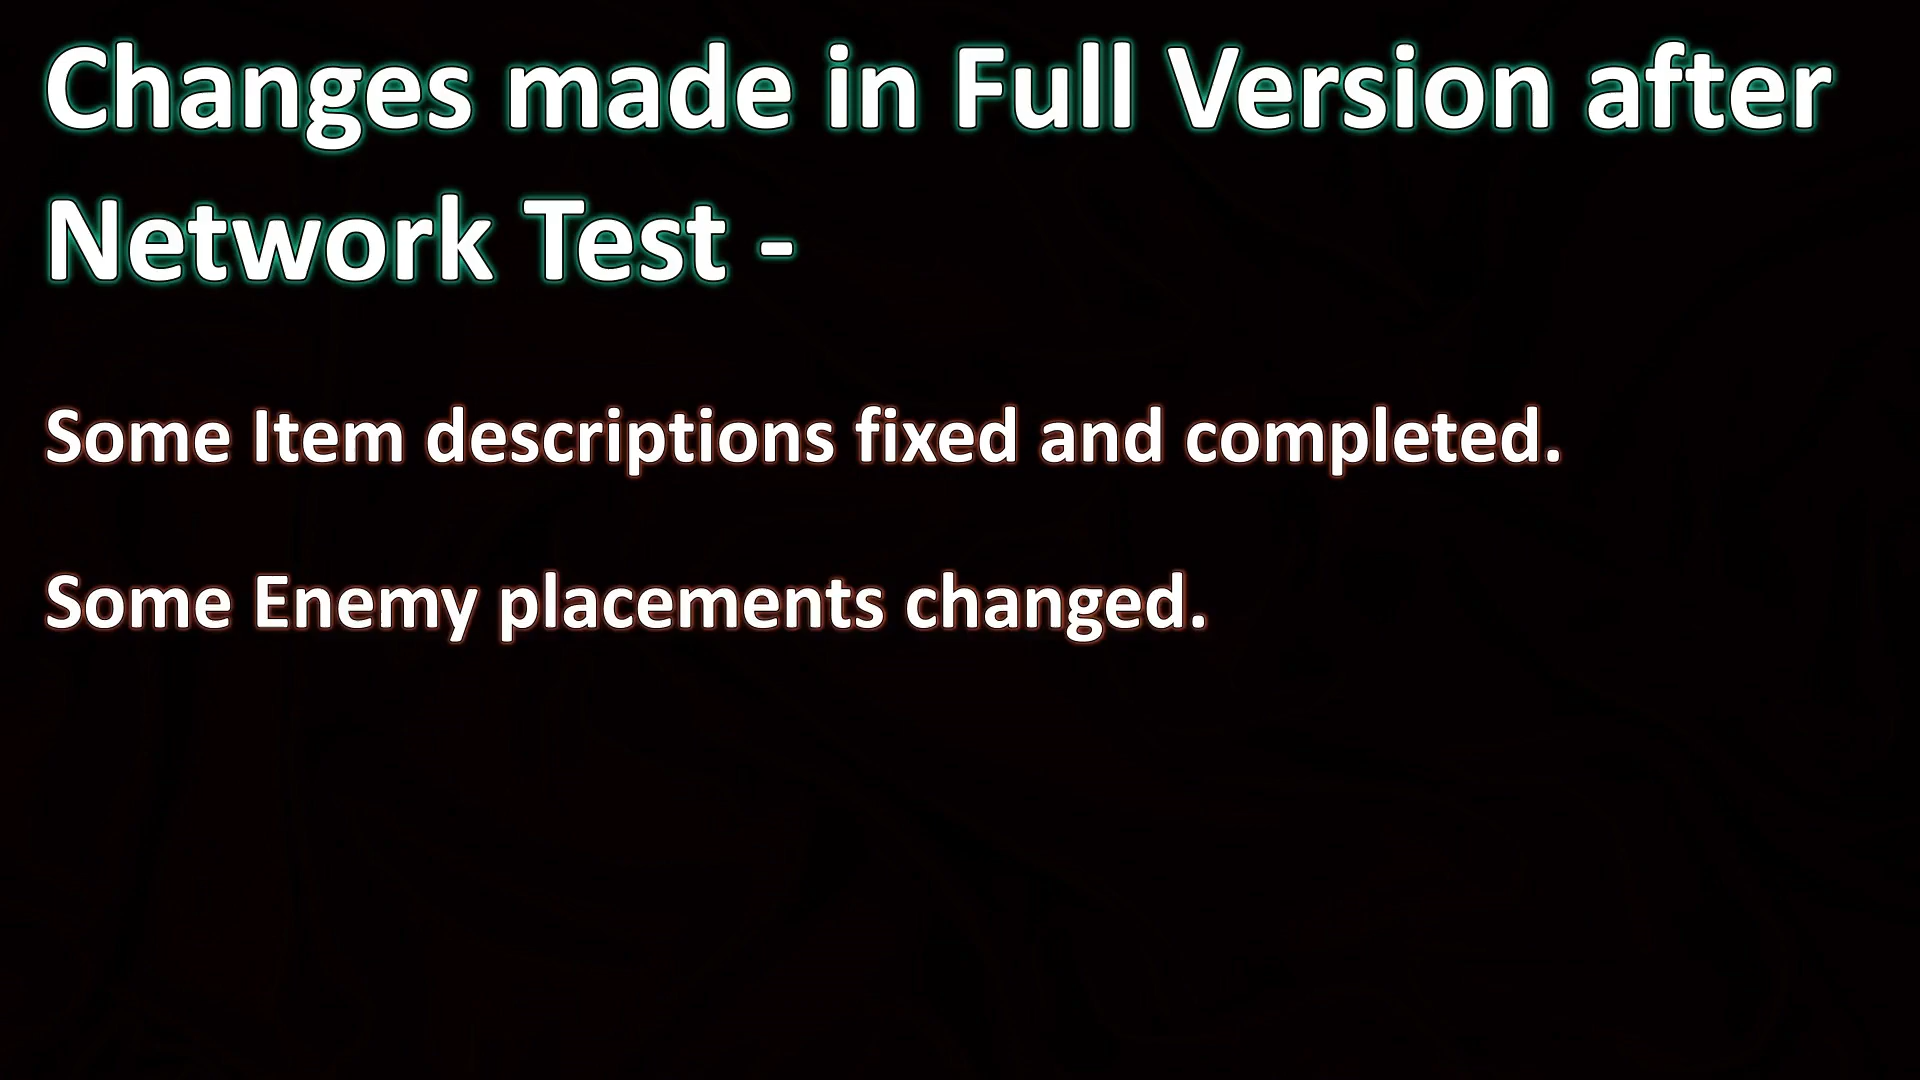 Changes made in Full Version after
Network Test -
Some Item descriptions fixed and completed.
Some Enemy placements changed.